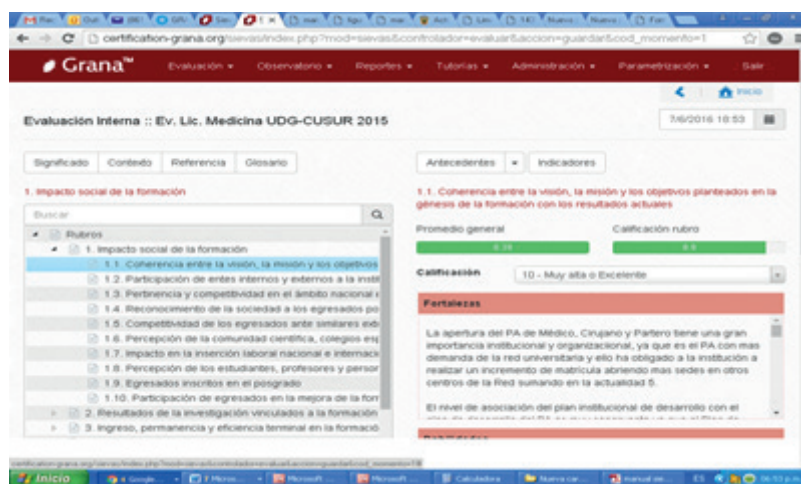 certification-grana.org/sievas/index.php?mod=sievas&controlador=evaluar&accion=guardar&cod_momento=1
Grana™
Evaluación
Observatorio
Reportes
Tutorías
Administración
Parametrización
Salir
Inicio
Evaluación Interna :: Ev. Lic. Medicina UDG-CUSUR 2015
7/6/2016 18:53
Significado
Contexto
Referencia
Glosario
Antecedentes
Indicadores
1. Impacto social de la formación
Buscar
Rubros
1. Impacto social de la formación
1.1. Coherencia entre la visión, la misión y los objetivos
1.2. Participación de entes internos y externos a la instit
1.3. Pertinencia y competitividad en el ámbito nacional e
1.4. Reconocimiento de la sociedad a los egresados po
1.5. Competitividad de los egresados ante similares ext
1.6. Percepción de la comunidad científica, colegios esp
1.7. Impacto en la inserción laboral nacional e internaci
1.8. Percepción de los estudiantes, profesores y person
1.9. Egresados inscritos en el posgrado
1.10. Participación de egresados en la mejora de la for
2. Resultados de la investigación vinculados a la formación
3. Ingreso, permanencia y eficiencia terminal en la formació
1.1. Coherencia entre la visión, la misión y los objetivos planteados en la
génesis de la formación con los resultados actuales
Promedio general
Calificación rubro
Calificación
10 - Muy alta o Excelente
Fortalezas
La apertura del PA de Médico, Cirujano y Partero tiene una gran
importancia institucional y organizacional, ya que es el PA con mas
demanda de la red universitaria y ello ha obligado a la institución a
realizar un incremento de matrícula abriendo mas sedes en otros
centros de la Red sumando en la actualidad 5.
El nivel de asociación del plan institucional de desarrollo con el
Inicio
Google
Microsoft
Microsoft
Calculadora
Nueva car...
manual de...
ES
06:53 p.m.